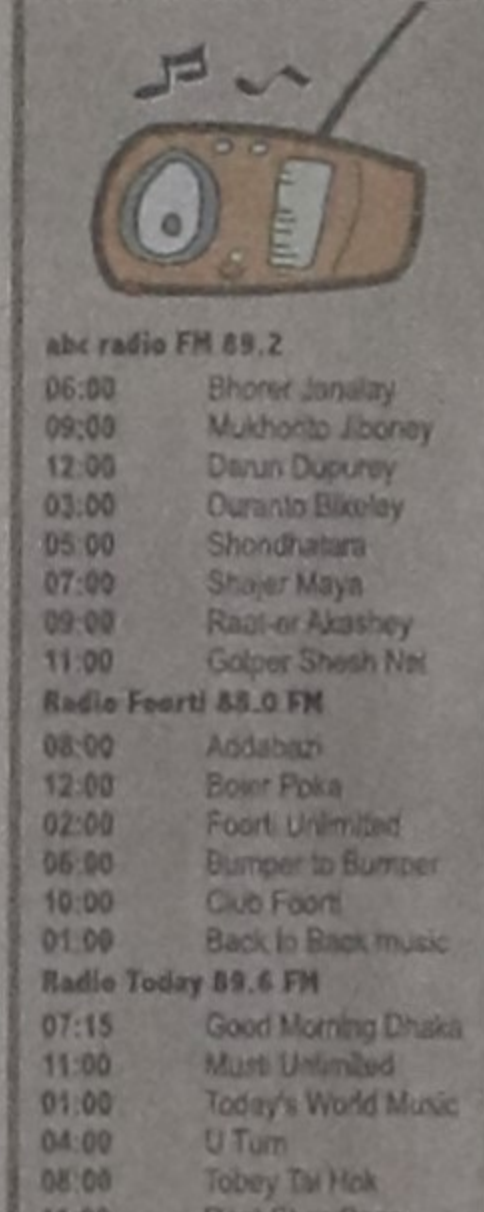 abc radio FM 89.2
06:00 Bhorer Janalay
09:00 Mukhorito Jiboney
12:00 Darun Dupurey
03:00 Duranto Bikeley
05:00 Shondhatara
07:00 Shajer Maya
09:00 Raat-er Akashey
11:00 Golper Shesh Nei
Radio Foorti 88.0 FM
08:00 Addabazi
12:00 Boier Poka
02:00 Foorti Unlimited
06:00 Bumper to Bumper
10:00 Club Foorti
01:00 Back to Back music
Radio Today 89.6 FM
07:15 Good Morning Dhaka
11:00 Musti Unlimited
01:00 Today's World Music
04:00 U Turn
08:00 Tobey Tai Hok